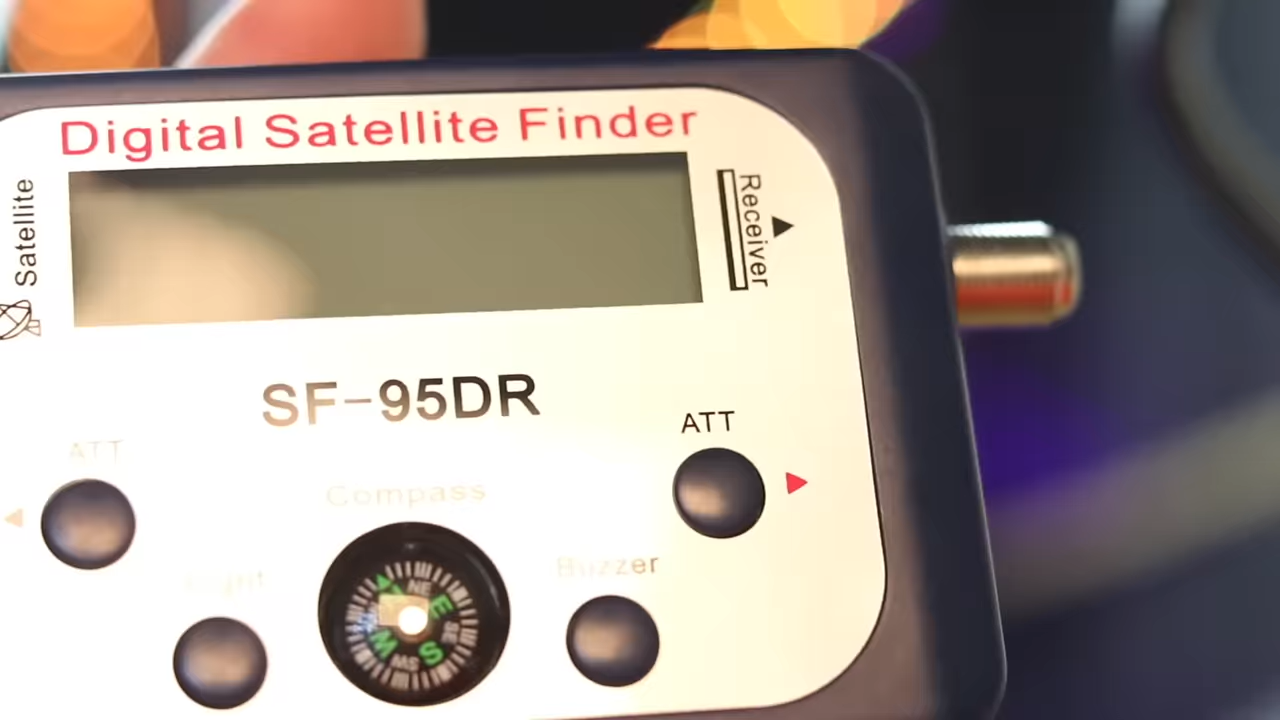 Digital Satellite Finder
Satellite
Receiver
SF-95DR
ATT
ATT
Compass
Light
Buzzer
NE
E
SE
S
SW
W